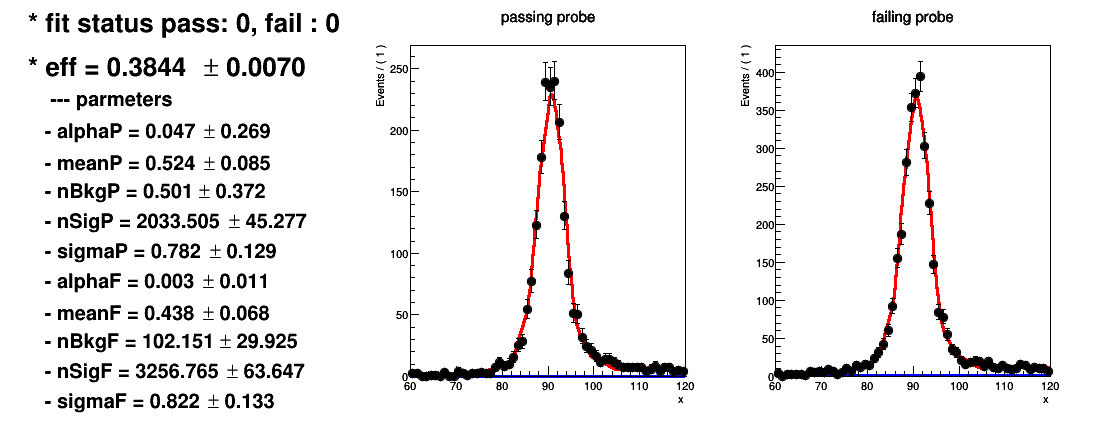 * fit status pass: 0, fail : 0
* eff = 0.3844 ± 0.0070
--- parmeters
- alphaP = 0.047 ± 0.269
- meanP = 0.524 ± 0.085
- nBkgP = 0.501 ± 0.372
- nSigP = 2033.505 ± 45.277
- sigmaP = 0.782 ± 0.129
- alphaF = 0.003 ± 0.011
- meanF = 0.438 ± 0.068
- nBkgF = 102.151 ± 29.925
- nSigF = 3256.765 ± 63.647
- sigmaF = 0.822 ± 0.133
passing probe
Events / ( 1 )
250
200
150
100
50
0
60 70 80 90 100 110 120
x
failing probe
Events / ( 1 )
400
350
300
250
200
150
100
50
0
60 70 80 90 100 110 120
x